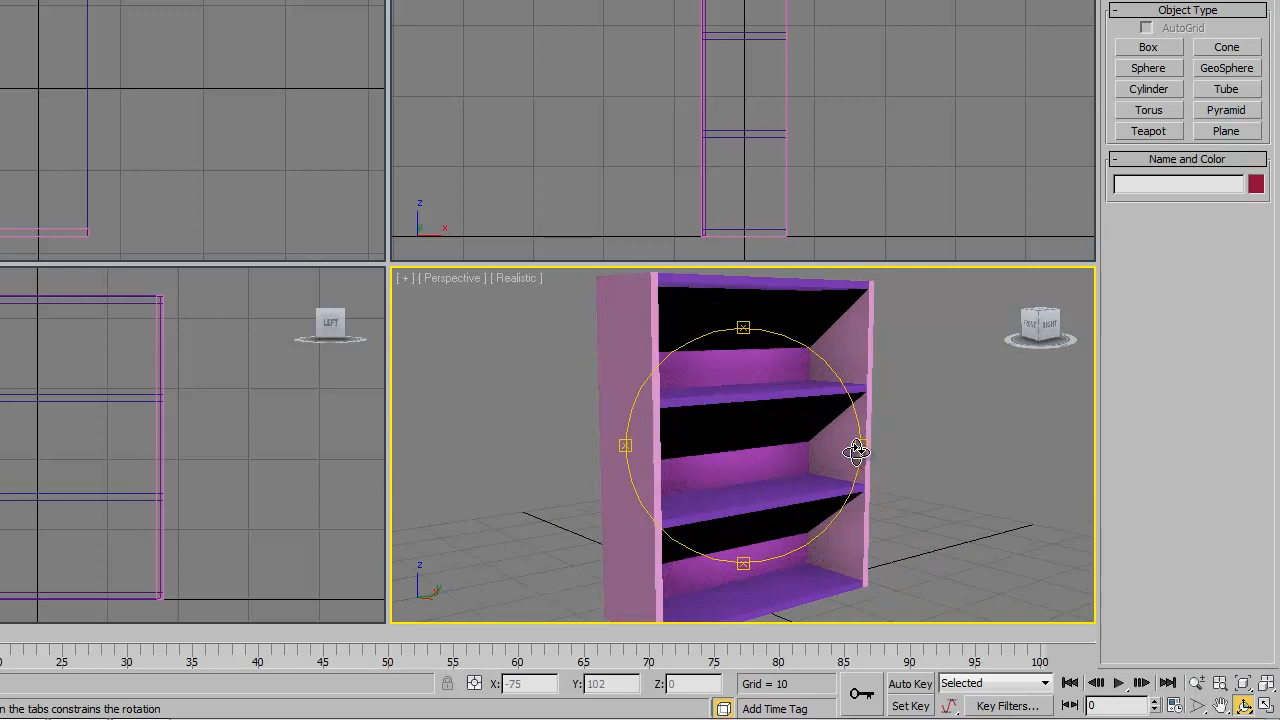 - Object Type
AutoGrid
Box Cone
Sphere GeoSphere
Cylinder Tube
Torus Pyramid
Teapot Plane
- Name and Color
z
x
[ + ] [ Perspective ] [ Realistic ]
LEFT
FRONT RIGHT
z
25 30 35 40 45 50 55 60 65 70 75 80 85 90 95 100
X: -75 Y: 102 Z: 0 Grid = 10 Auto Key Selected
n the tabs constrains the rotation Add Time Tag Set Key Key Filters... 0